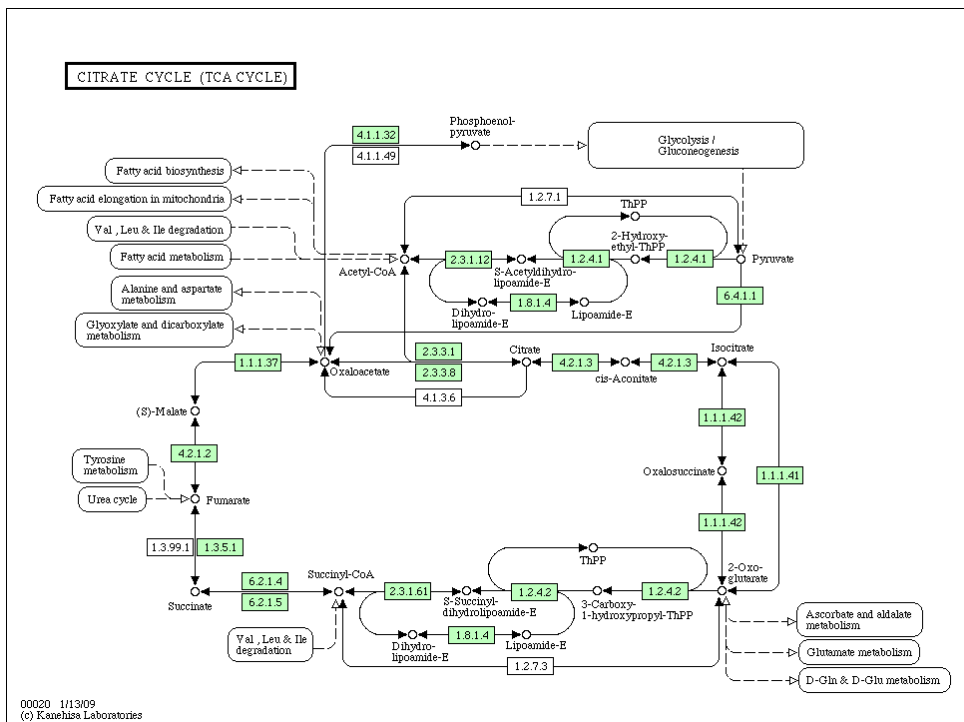 CITRATE CYCLE (TCA CYCLE)
Phosphoenol-
pyruvate
4.1.1.32
4.1.1.49
Glycolysis /
Gluconeogenesis
Fatty acid biosynthesis
Fatty acid elongation in mitochondria
Val , Leu & Ile degradation
Fatty acid metabolism
Alanine and aspartate
metabolism
Glyoxylate and dicarboxylate
metabolism
1.2.7.1
ThPP
2-Hydroxy-
ethyl-ThPP
Acetyl-CoA
2.3.1.12
S-Acetyldihydro-
lipoamide-E
1.2.4.1
1.2.4.1
Pyruvate
Dihydro-
lipoamide-E
1.8.1.4
Lipoamide-E
6.4.1.1
1.1.1.37
Oxaloacetate
2.3.3.1
2.3.3.8
4.1.3.6
Citrate
4.2.1.3
cis-Aconitate
4.2.1.3
Isocitrate
(S)-Malate
1.1.1.42
4.2.1.2
Tyrosine
metabolism
Urea cycle
Fumarate
Oxalosuccinate
1.1.1.41
1.1.1.42
1.3.99.1
1.3.5.1
ThPP
2-Oxo-
glutarate
6.2.1.4
6.2.1.5
Succinate
Succinyl-CoA
2.3.1.61
S-Succinyl-
dihydrolipoamide-E
1.2.4.2
3-Carboxy-
1-hydroxypropyl-ThPP
1.2.4.2
Val , Leu & Ile
degradation
Dihydro-
lipoamide-E
1.8.1.4
Lipoamide-E
1.2.7.3
Ascorbate and aldalate
metabolism
Glutamate metabolism
D-Gln & D-Glu metabolism
00020 1/13/09
(c) Kanehisa Laboratories